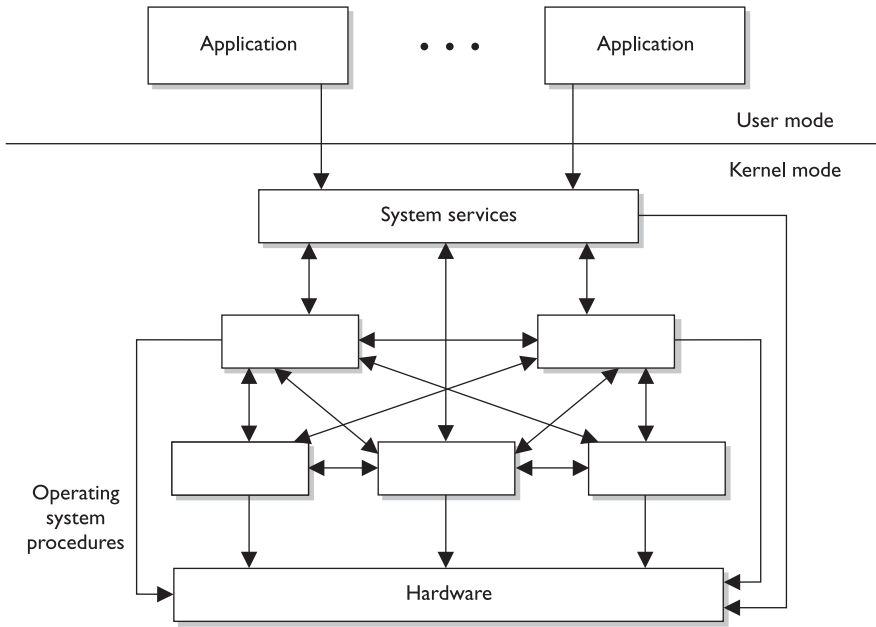 Application
• • •
Application
User mode
Kernel mode
System services
Operating
system
procedures
Hardware